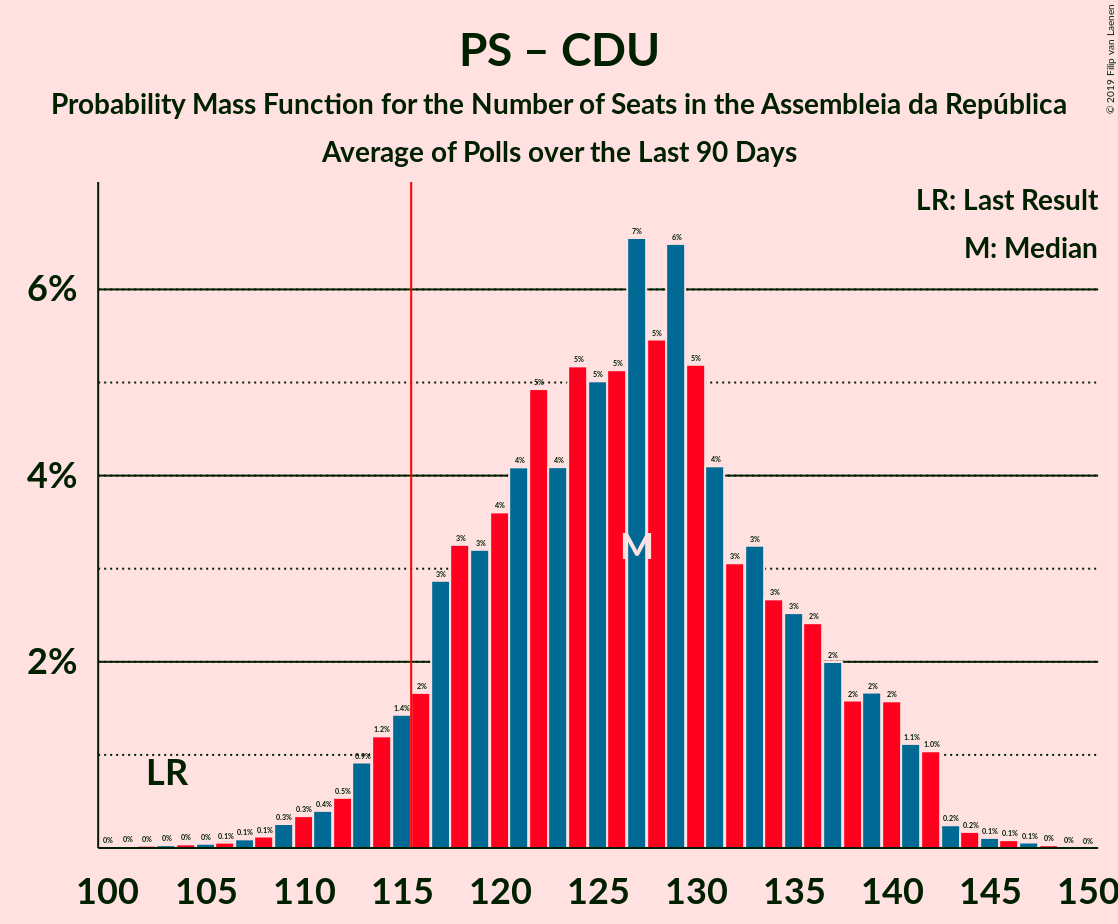 PS – CDU
Probability Mass Function for the Number of Seats in the Assembleia da República
Average of Polls over the Last 90 Days
© 2019 Filip van Laenen
LR: Last Result
M: Median
6%
4%
2%
0% 0% 0% 0% 0% 0% 0.1% 0.1% 0.1% 0.3% 0.3% 0.4% 0.5% 0.9% 1.2% 1.4% 2% 3% 3% 3% 4% 4% 5% 4% 5% 5% 5% 7% 5% 6% 5% 4% 3% 3% 3% 3% 2% 2% 2% 2% 2% 1.1% 1.0% 0.2% 0.2% 0.1% 0.1% 0.1% 0% 0% 0%
M
LR
100 105 110 115 120 125 130 135 140 145 150